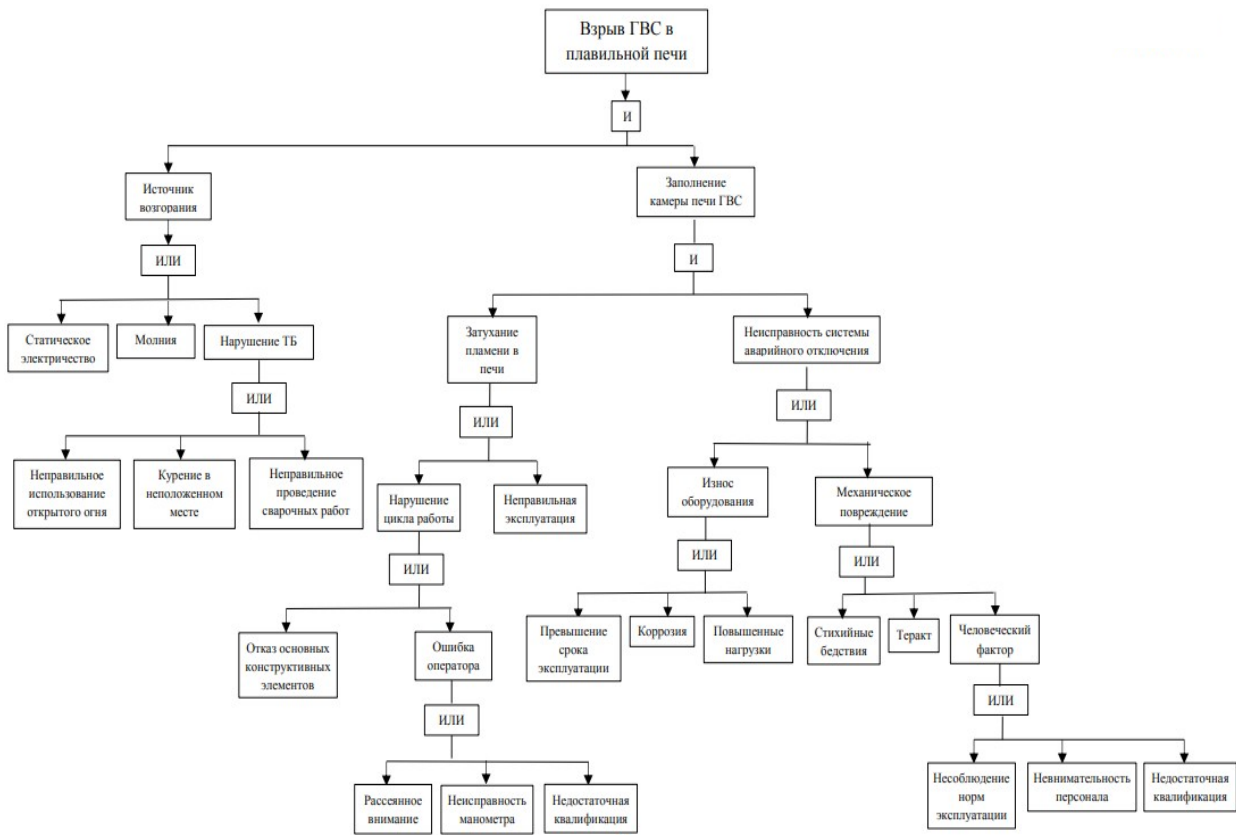 Взрыв ГВС в
плавильной печи
И
Источник
возгорания
Заполнение
камеры печи ГВС
ИЛИ
И
Статическое
электричество
Молния
Нарушение ТБ
Затухание
пламени в
печи
Неисправность системы
аварийного отключения
ИЛИ
ИЛИ
ИЛИ
Неправильное
использование
открытого огня
Курение в
неположенном
месте
Неправильное
проведение
сварочных работ
Нарушение
цикла работы
Неправильная
эксплуатация
Износ
оборудования
Механическое
повреждение
ИЛИ
ИЛИ
ИЛИ
Отказ основных
конструктивных
элементов
Ошибка
оператора
Превышение
срока
эксплуатации
Коррозия
Повышенные
нагрузки
Стихийные
бедствия
Теракт
Человеческий
фактор
ИЛИ
ИЛИ
Рассеянное
внимание
Неисправность
манометра
Недостаточная
квалификация
Несоблюдение
норм
эксплуатации
Невнимательность
персонала
Недостаточная
квалификация